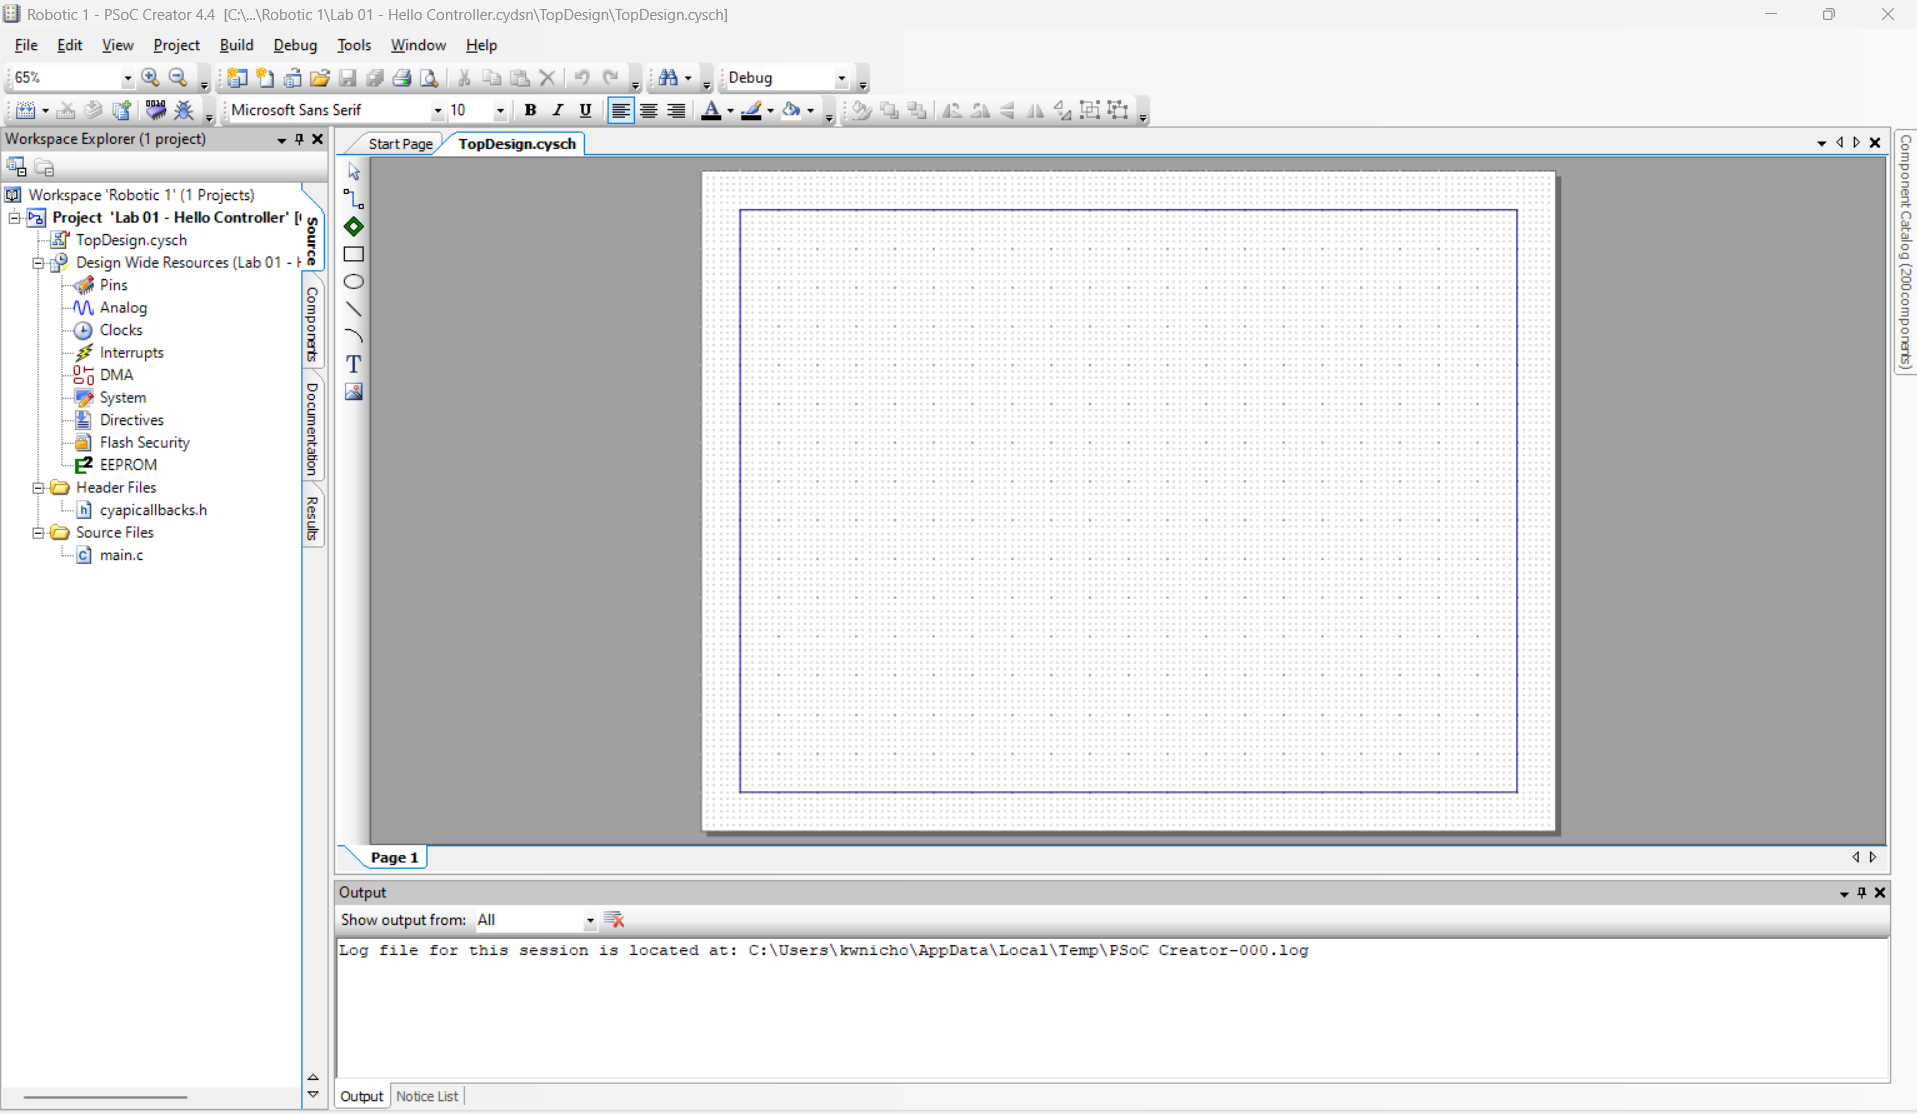 Robotic 1 - PSoC Creator 4.4 [C:\...\Robotic 1\Lab 01 - Hello Controller.cydsn\TopDesign\TopDesign.cysch]
File Edit View Project Build Debug Tools Window Help
65% Debug
Microsoft Sans Serif 10 B I U A
Workspace Explorer (1 project)
Start Page TopDesign.cysch
Workspace 'Robotic 1' (1 Projects)
Project 'Lab 01 - Hello Controller' [
TopDesign.cysch
Design Wide Resources (Lab 01 -
Pins
Analog
Clocks
Interrupts
DMA
System
Directives
Flash Security
EEPROM
Header Files
cyapicallbacks.h
Source Files
main.c
Source
Components
Documentation
Results
T
Component Catalog (200 components)
Page 1
Output
Show output from: All
Log file for this session is located at: C:\Users\kwnicho\AppData\Local\Temp\PSoC Creator-000.log
Output Notice List